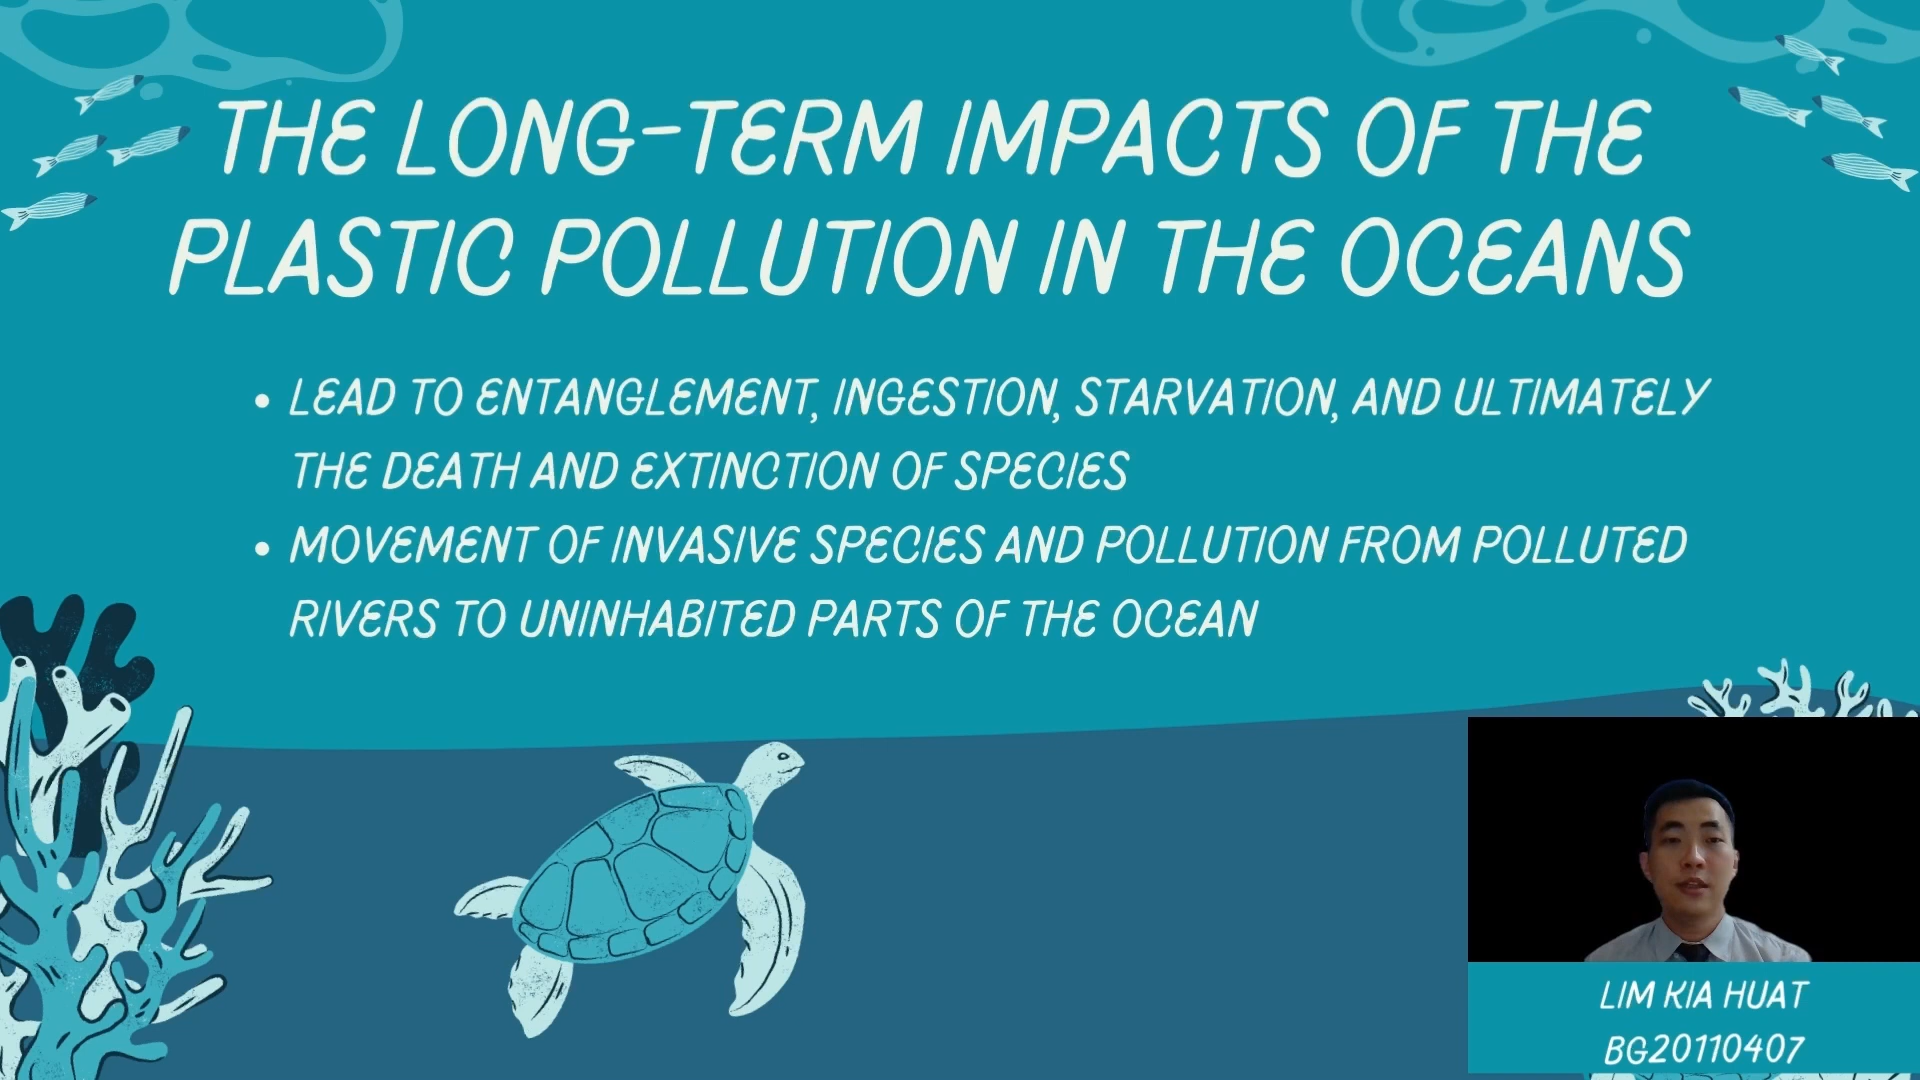 THE LONG-TERM IMPACTS OF THE
PLASTIC POLLUTION IN THE OCEANS
• LEAD TO ENTANGLEMENT, INGESTION, STARVATION, AND ULTIMATELY
THE DEATH AND EXTINCTION OF SPECIES
• MOVEMENT OF INVASIVE SPECIES AND POLLUTION FROM POLLUTED
RIVERS TO UNINHABITED PARTS OF THE OCEAN
LIM KIA HUAT
BG20110407